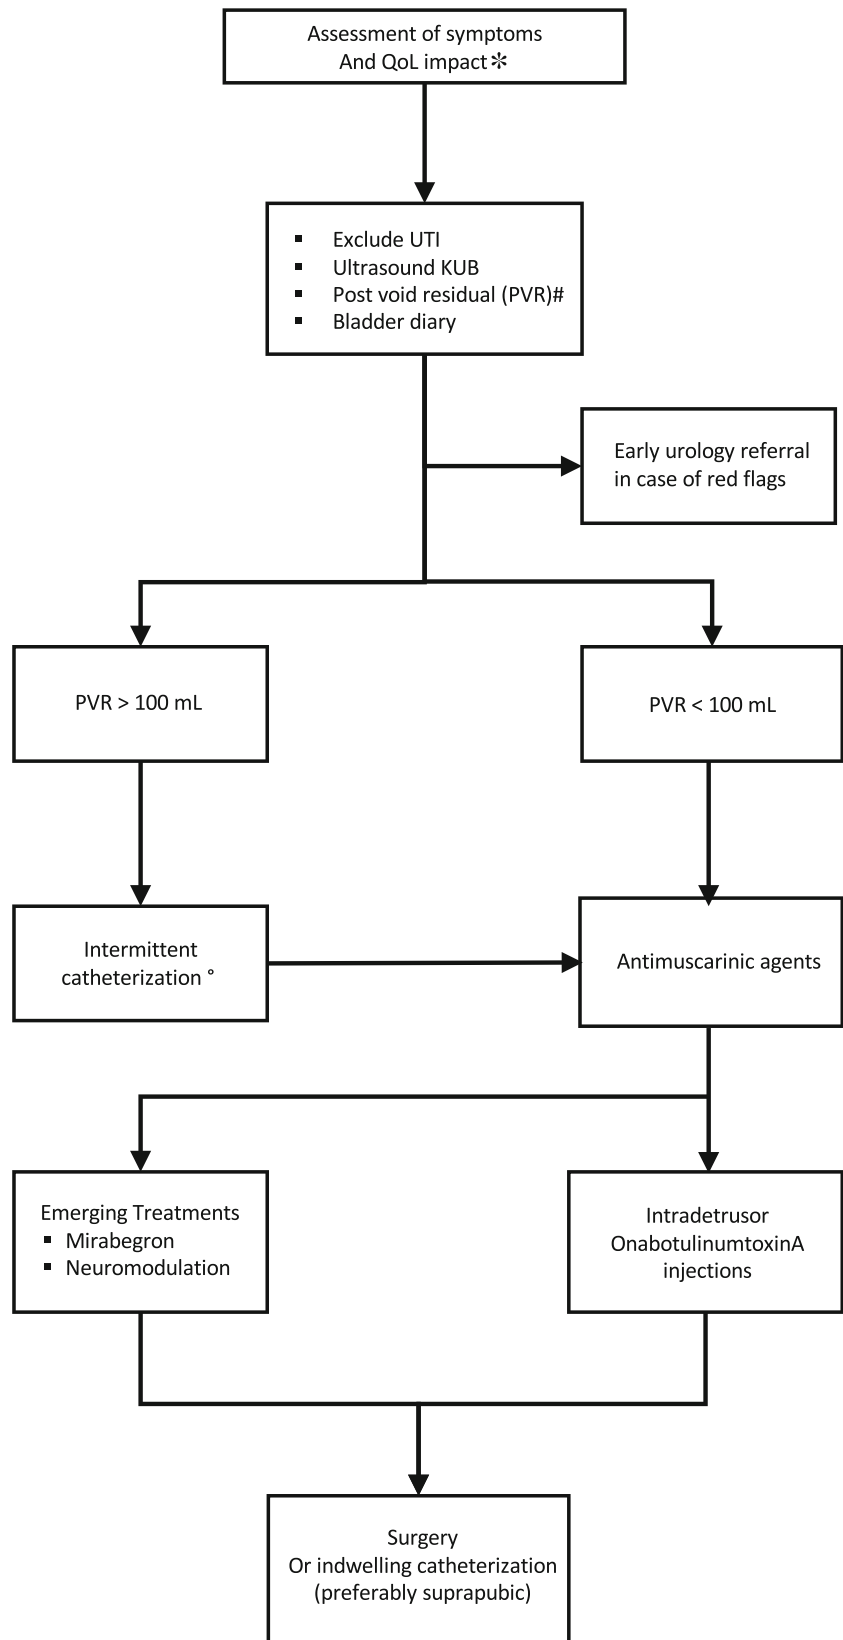 Assessment of symptoms
And QoL impact*
▪ Exclude UTI
▪ Ultrasound KUB
▪ Post void residual (PVR)#
▪ Bladder diary
Early urology referral
in case of red flags
PVR > 100 mL
PVR < 100 mL
Intermittent
catheterization °
Antimuscarinic agents
Emerging Treatments
▪ Mirabegron
▪ Neuromodulation
Intradetrusor
OnabotulinumtoxinA
injections
Surgery
Or indwelling catheterization
(preferably suprapubic)